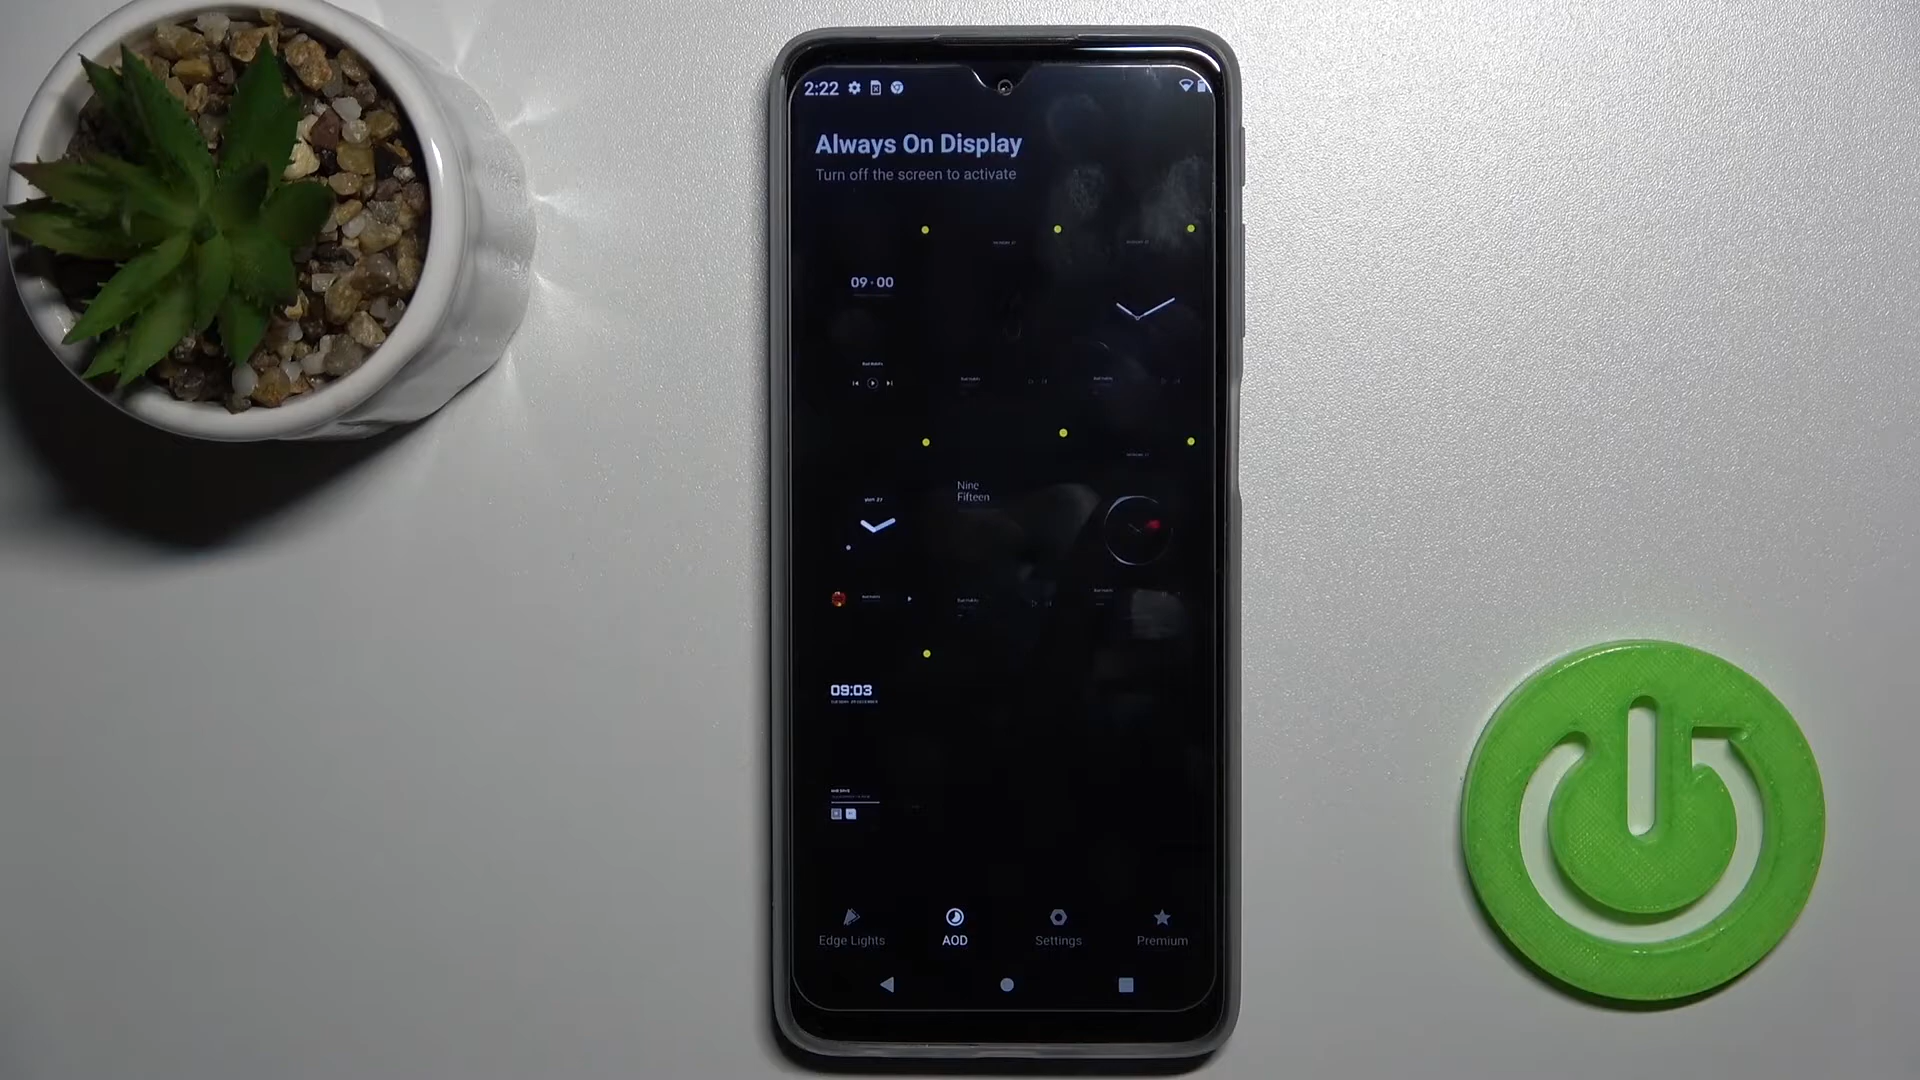 2:22
Always On Display
Turn off the screen to activate
09·00
Nine
Fifteen
09:03
Edge Lights
AOD
Settings
Premium